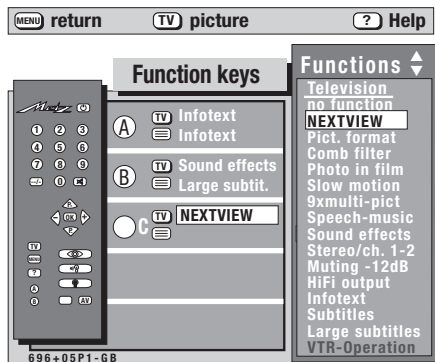 MENU return TV picture ? Help
Function keys
Metz
1 2 3
4 5 6
7 8 9
-/-- 0
P
- OK +
P
TV
MENU
?
A
B AV
A TV Infotext
Infotext
B TV Sound effects
Large subtit.
C TV NEXTVIEW
Functions
Television
no function
NEXTVIEW
Pict. format
Comb filter
Photo in film
Slow motion
9xmulti-pict
Speech-music
Sound effects
Stereo/ch. 1-2
Muting -12dB
HiFi output
Infotext
Subtitles
Large subtitles
VTR-Operation
696+05P1-GB